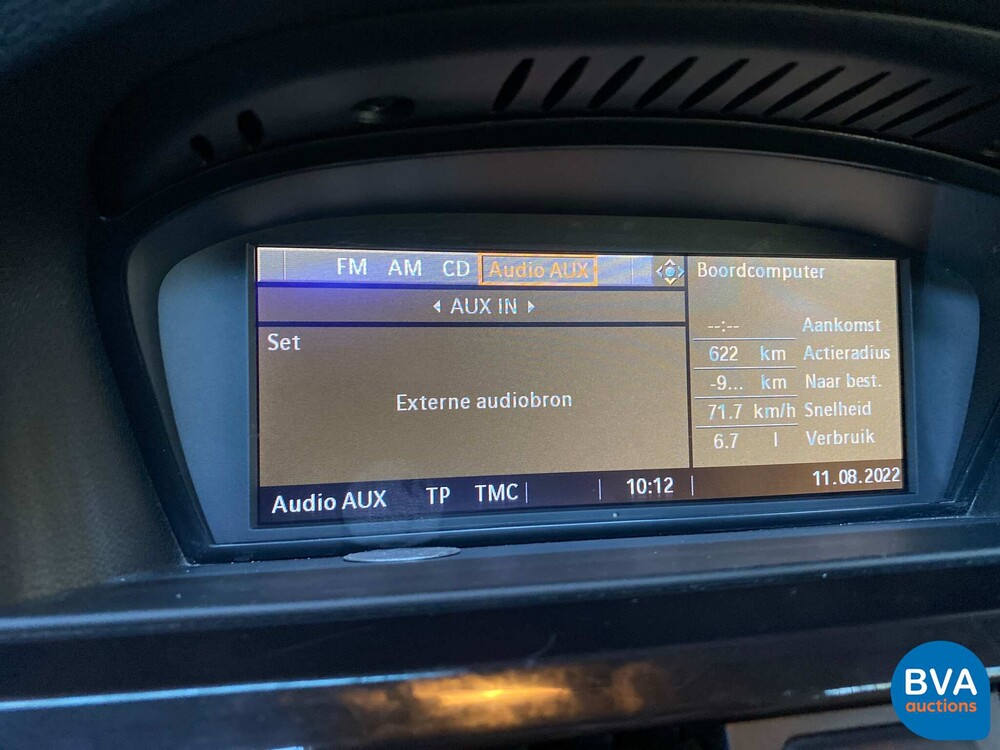 FM AM CD Audio AUX
AUX IN
Set
Externe audiobron
Boordcomputer
--:-- Aankomst
622 km Actieradius
-9... km Naar best.
71.7 km/h Snelheid
6.7 l Verbruik
11.08.2022
Audio AUX TP TMC 10:12
BVA
auctions